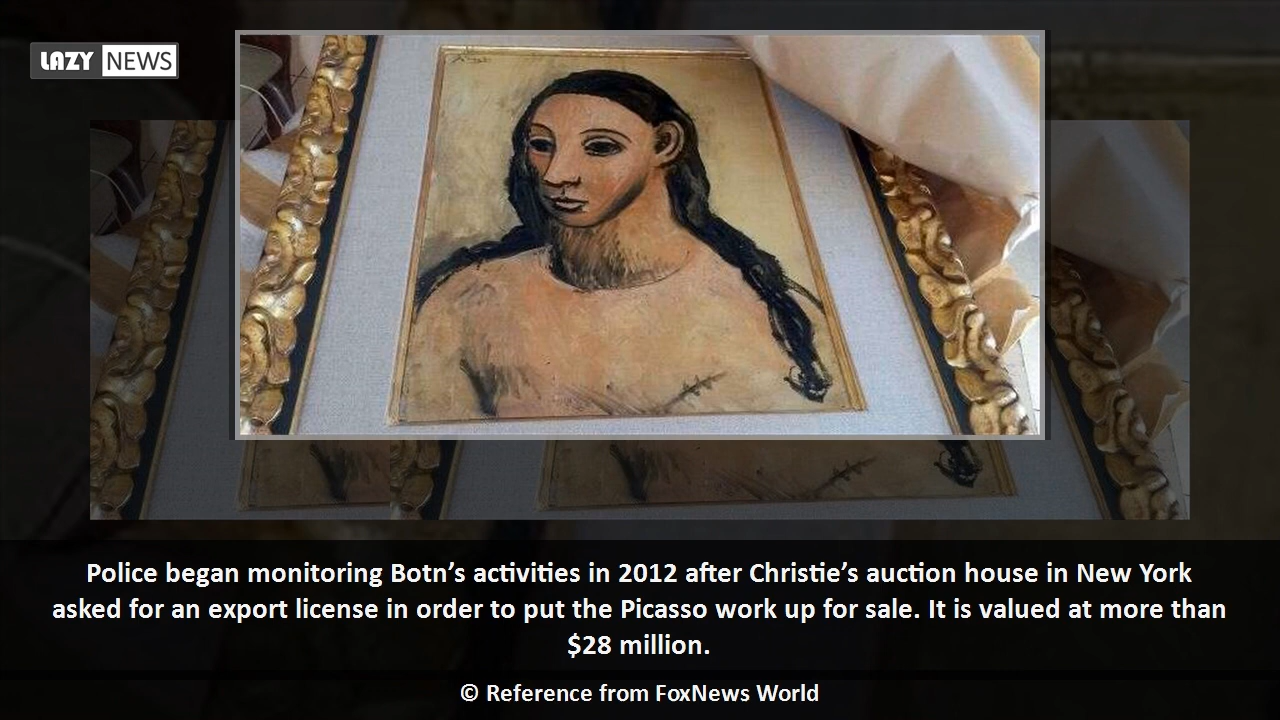 LAZY NEWS
Police began monitoring Botn’s activities in 2012 after Christie’s auction house in New York
asked for an export license in order to put the Picasso work up for sale. It is valued at more than
$28 million.
© Reference from FoxNews World